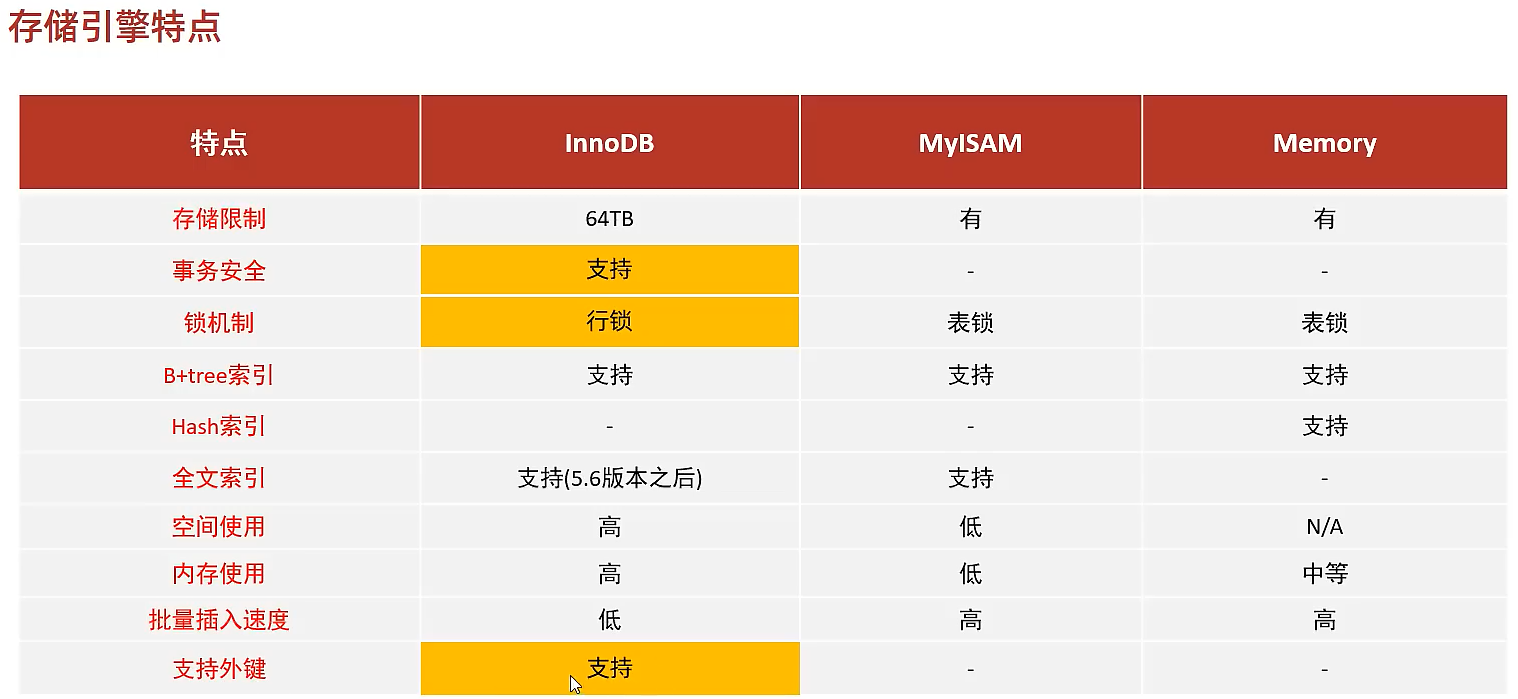 存储引擎特点
特点 InnoDB MyISAM Memory
存储限制 64TB 有 有
事务安全 支持 - -
锁机制 行锁 表锁 表锁
B+tree索引 支持 支持 支持
Hash索引 - - 支持
全文索引 支持(5.6版本之后) 支持 -
空间使用 高 低 N/A
内存使用 高 低 中等
批量插入速度 低 高 高
支持外键 支持 - -